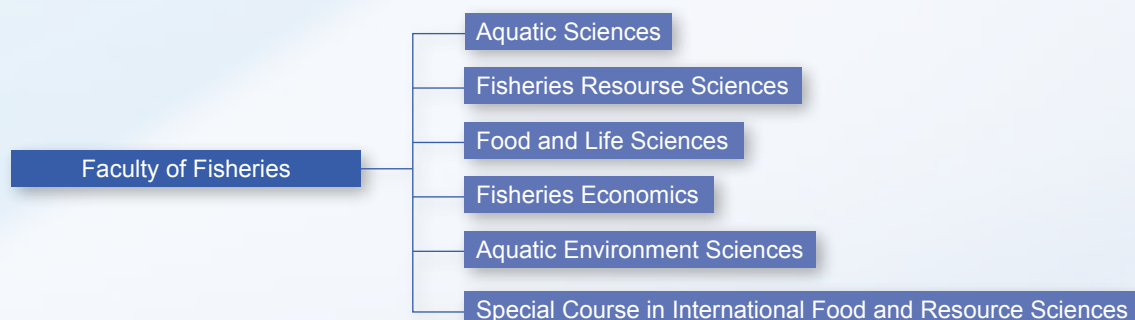 Aquatic Sciences
Fisheries Resourse Sciences
Food and Life Sciences
Faculty of Fisheries
Fisheries Economics
Aquatic Environment Sciences
Special Course in International Food and Resource Sciences